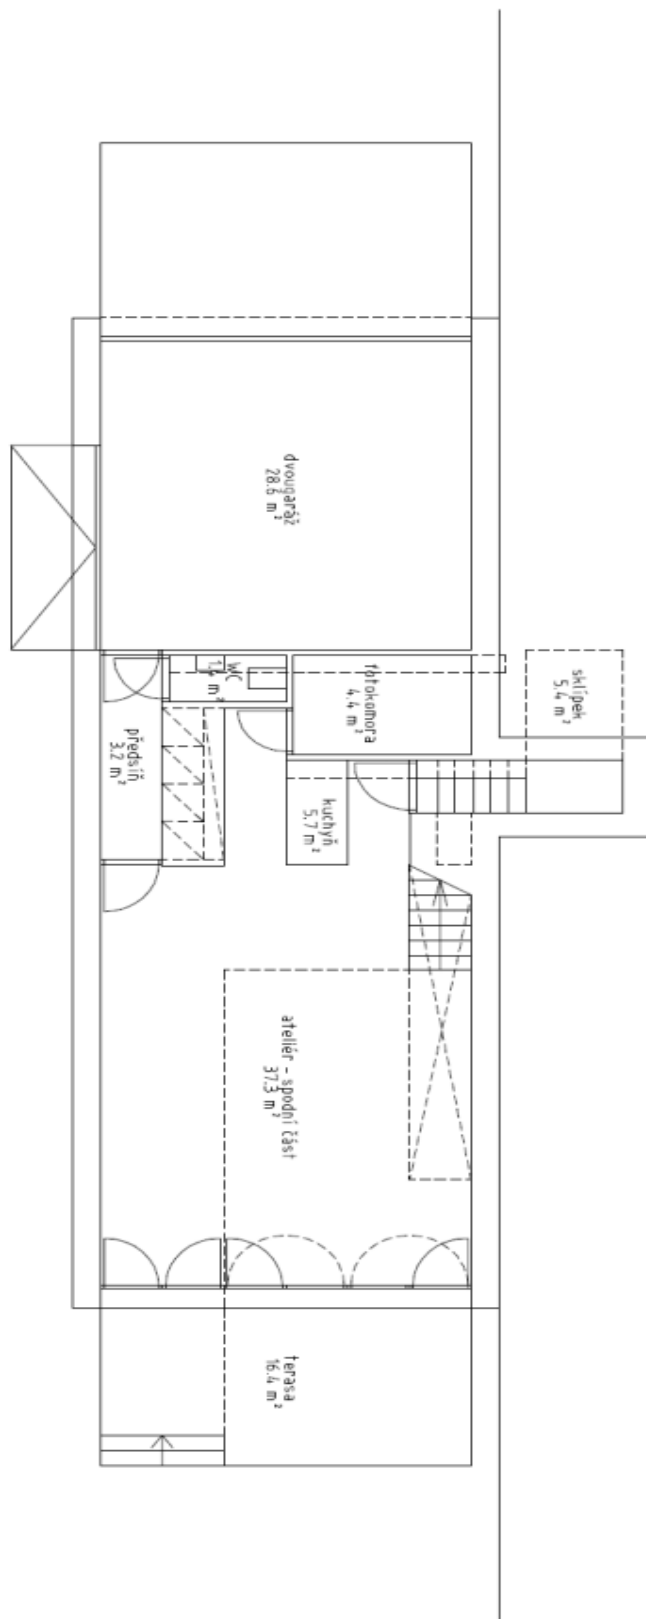 dvougaráž
28.6 m²
WC
fotokomora
4.4 m²
sklípek
5.4 m²
předsíň
3.2 m²
kuchyň
5.7 m²
ateliér - spodní část
37.3 m²
terasa
16.4 m²